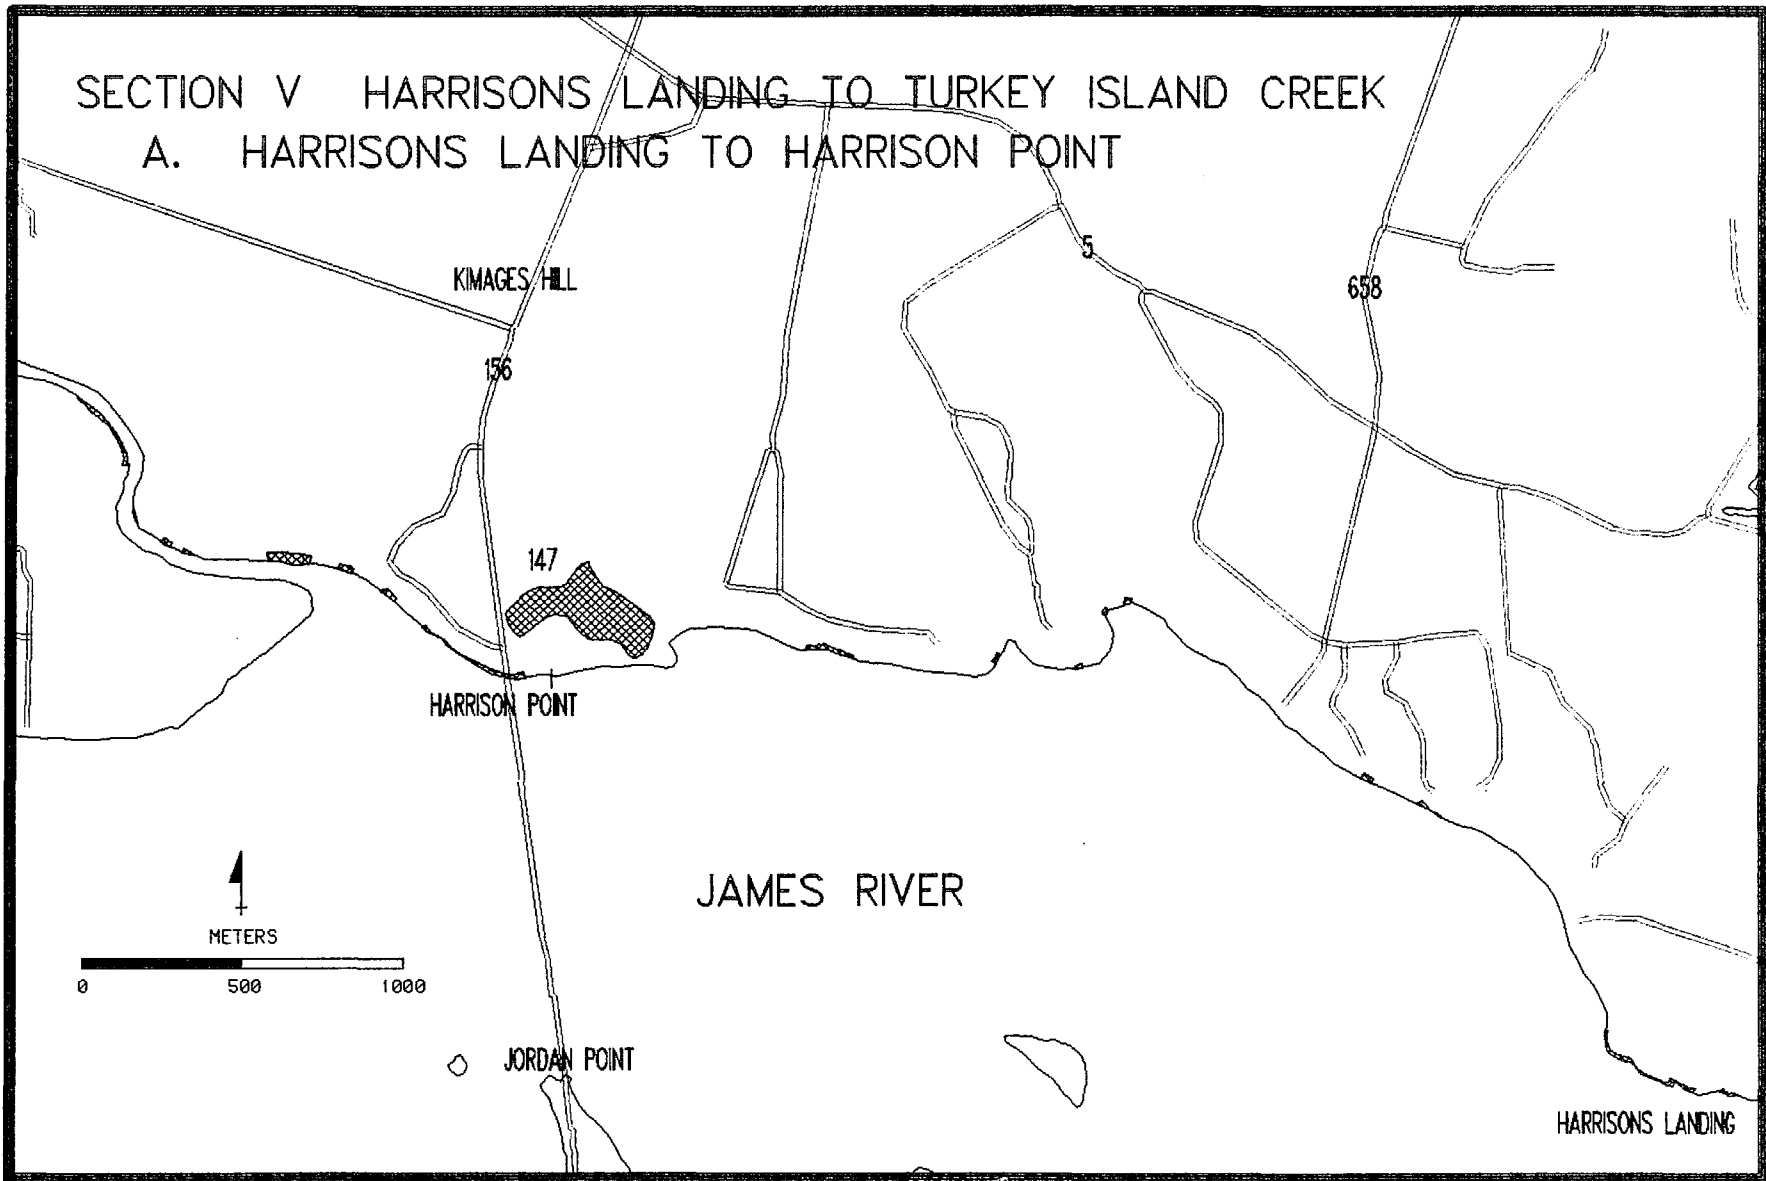 SECTION V HARRISONS LANDING TO TURKEY ISLAND CREEK
A. HARRISONS LANDING TO HARRISON POINT
5
KIMAGES HILL
658
156
147
HARRISON POINT
JAMES RIVER
METERS
0 500 1000
JORDAN POINT
HARRISONS LANDING